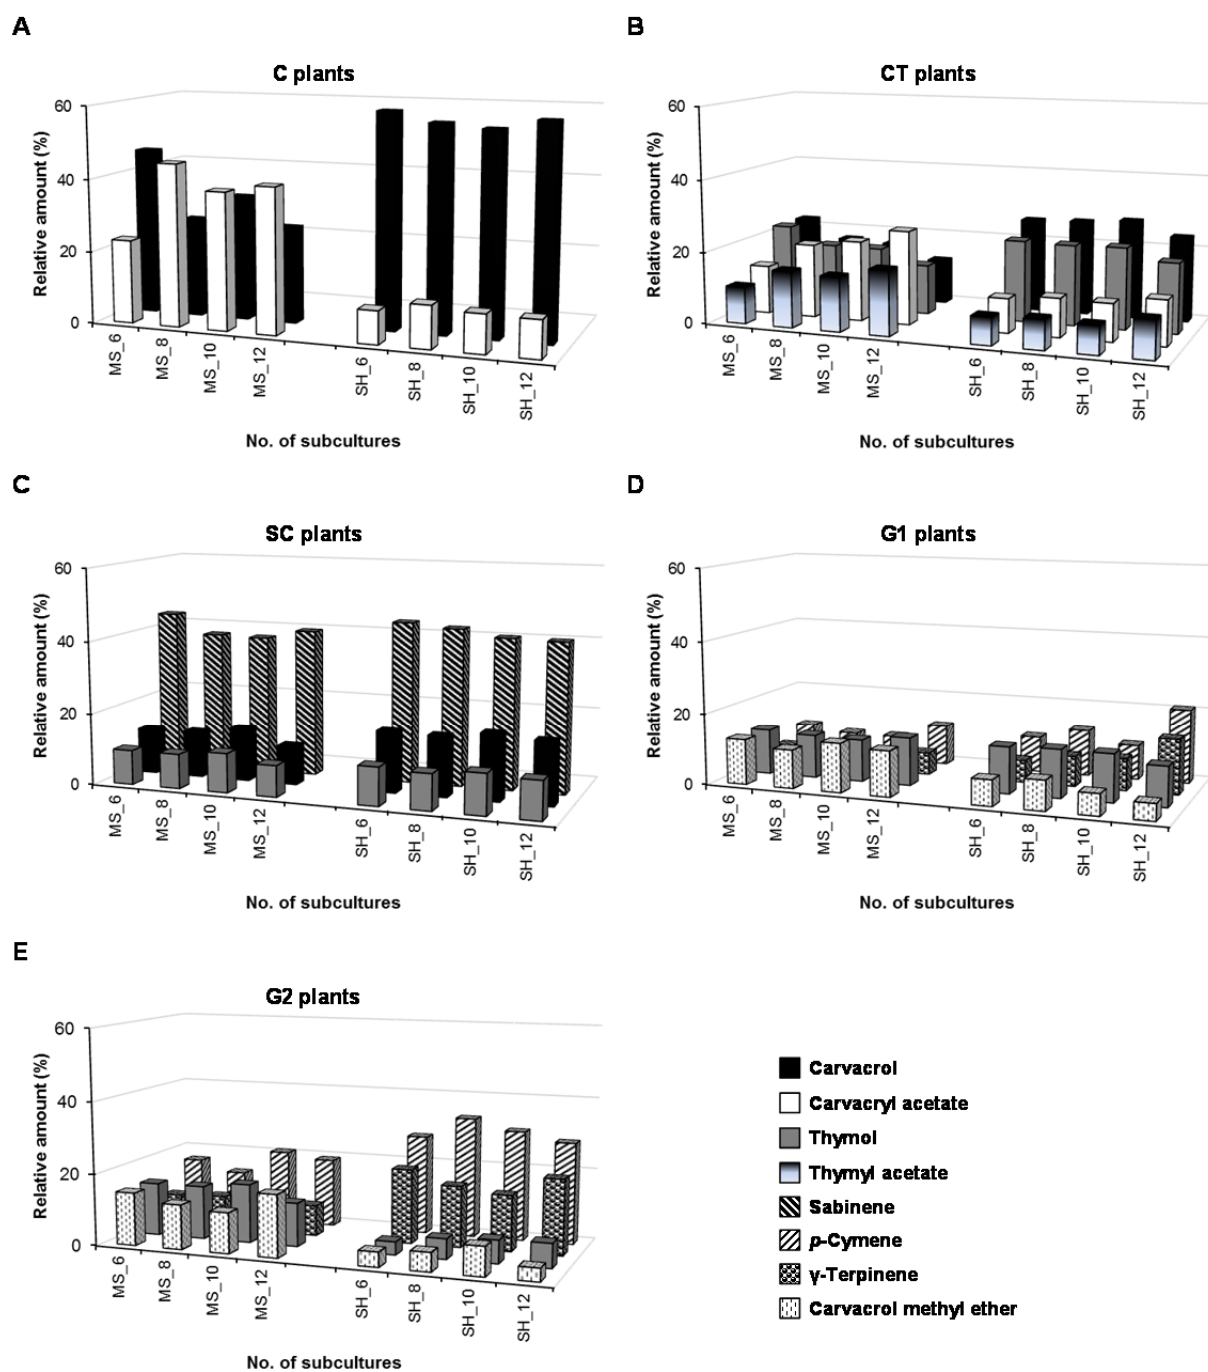 A
C plants
Relative amount (%)
60
40
20
0
MS_6
MS_8
MS_10
MS_12
SH_6
SH_8
SH_10
SH_12
No. of subcultures
B
CT plants
Relative amount (%)
60
40
20
0
MS_6
MS_8
MS_10
MS_12
SH_6
SH_8
SH_10
SH_12
No. of subcultures
C
SC plants
Relative amount (%)
60
40
20
0
MS_6
MS_8
MS_10
MS_12
SH_6
SH_8
SH_10
SH_12
No. of subcultures
D
G1 plants
Relative amount (%)
60
40
20
0
MS_6
MS_8
MS_10
MS_12
SH_6
SH_8
SH_10
SH_12
No. of subcultures
E
G2 plants
Relative amount (%)
60
40
20
0
MS_6
MS_8
MS_10
MS_12
SH_6
SH_8
SH_10
SH_12
No. of subcultures
Carvacrol
Carvacryl acetate
Thymol
Thymyl acetate
Sabinene
p-Cymene
γ-Terpinene
Carvacrol methyl ether